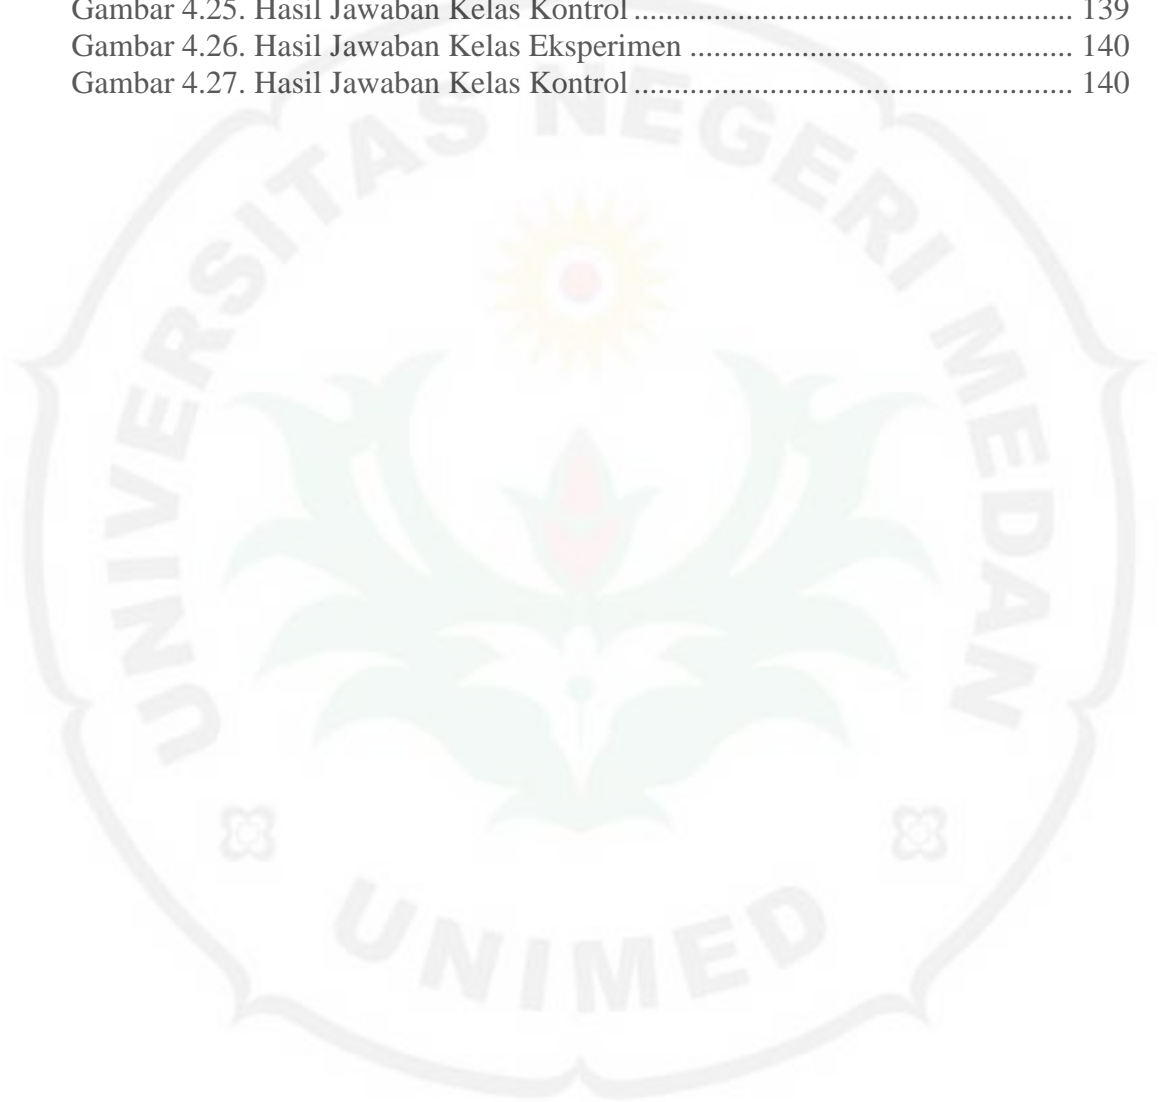 Gambar 4.25. Hasil Jawaban Kelas Kontrol ........................................................ 139
Gambar 4.26. Hasil Jawaban Kelas Eksperimen ................................................. 140
Gambar 4.27. Hasil Jawaban Kelas Kontrol ........................................................ 140
UNIVERSITAS NEGERI MEDAN
UNIMED